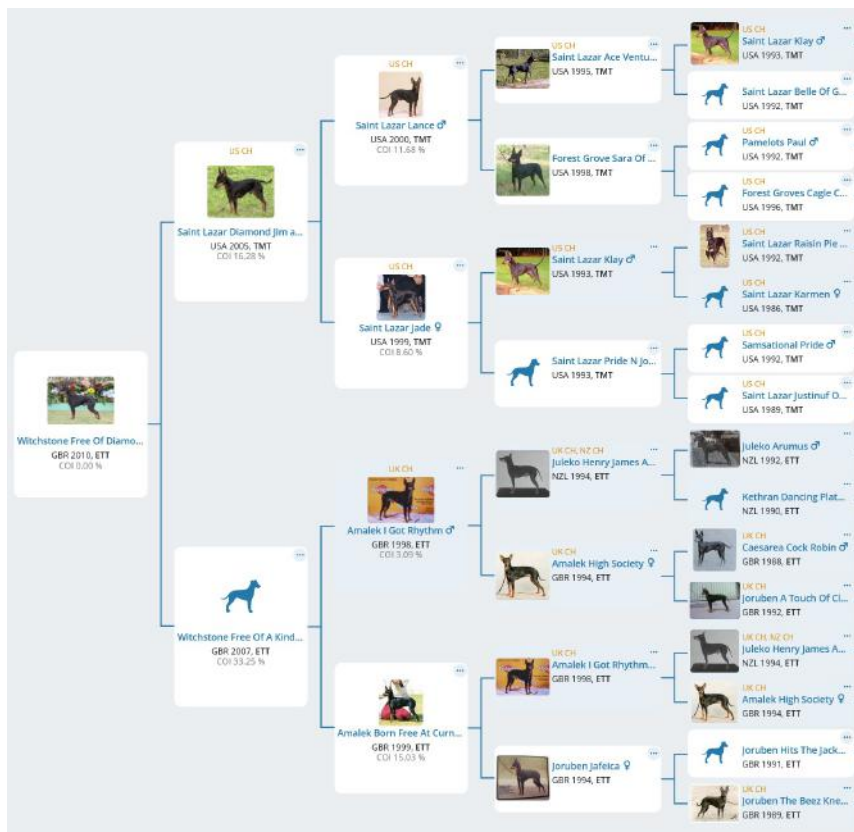 US CH
Saint Lazar Klay ♂
USA 1993, TMT
US CH
Saint Lazar Ace Ventu...
USA 1995, TMT
Saint Lazar Belle Of G...
USA 1992, TMT
US CH
Saint Lazar Lance ♂
USA 2000, TMT
COI 11.68 %
US CH
Pamelots Paul ♂
USA 1992, TMT
Forest Grove Sara Of ...
USA 1998, TMT
US CH
Forest Groves Cagle C...
USA 1996, TMT
US CH
Saint Lazar Diamond Jim a...
USA 2005, TMT
COI 16.28 %
US CH
Saint Lazar Raisin Pie ...
USA 1992, TMT
US CH
Saint Lazar Klay ♂
USA 1993, TMT
US CH
Saint Lazar Karmen ♀
USA 1986, TMT
US CH
Saint Lazar Jade ♀
USA 1999, TMT
COI 8.60 %
US CH
Samsational Pride ♂
USA 1992, TMT
Saint Lazar Pride N Jo...
USA 1993, TMT
US CH
Saint Lazar Justinuf D...
USA 1989, TMT
Witchstone Free Of Diamo...
GBR 2010, ETT
COI 0.00 %
Juleko Arumus ♂
NZL 1992, ETT
UK CH, NZ CH
Juleko Henry James A...
NZL 1994, ETT
Kethran Dancing Plat...
NZL 1990, ETT
UK CH
Amalek I Got Rhythm ♂
GBR 1998, ETT
COI 3.09 %
UK CH
Caesarea Cock Robin ♂
GBR 1988, ETT
UK CH
Amalek High Society ♀
GBR 1994, ETT
UK CH
Joruben A Touch Of Cl...
GBR 1992, ETT
Witchstone Free Of A Kind...
GBR 2007, ETT
COI 33.25 %
UK CH, NZ CH
Juleko Henry James A...
NZL 1994, ETT
UK CH
Amalek I Got Rhythm...
GBR 1998, ETT
UK CH
Amalek High Society ♀
GBR 1994, ETT
Amalek Born Free At Curn...
GBR 1999, ETT
COI 15.03 %
Joruben Hits The Jack...
GBR 1991, ETT
Joruben Jafeica ♀
GBR 1994, ETT
UK CH
Joruben The Beez Kne...
GBR 1989, ETT